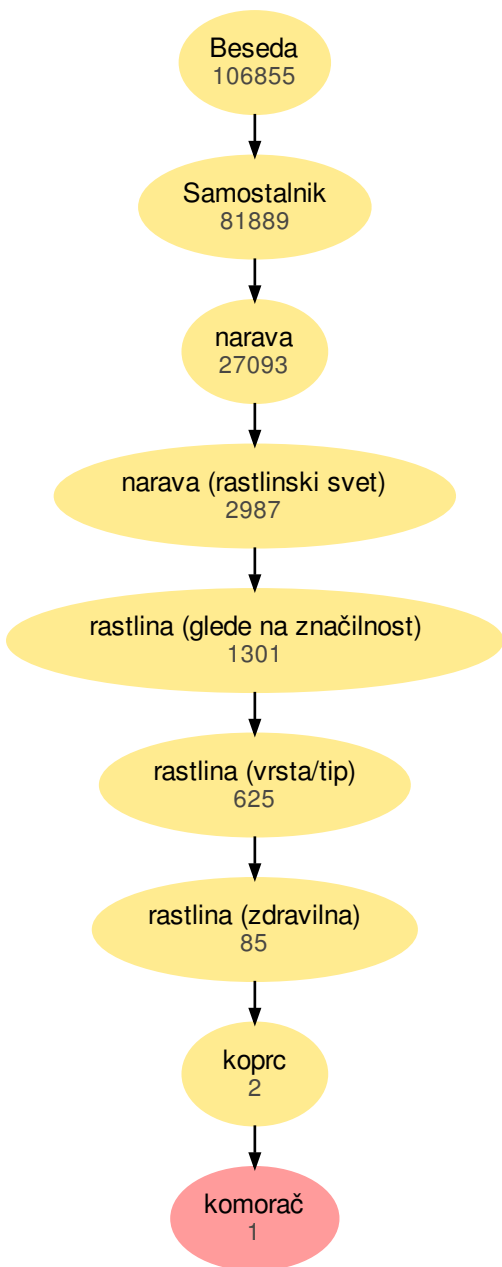 Beseda
106855
Samostalnik
81889
narava
27093
narava (rastlinski svet)
2987
rastlina (glede na značilnost)
1301
rastlina (vrsta/tip)
625
rastlina (zdravilna)
85
koprc
2
komorač
1